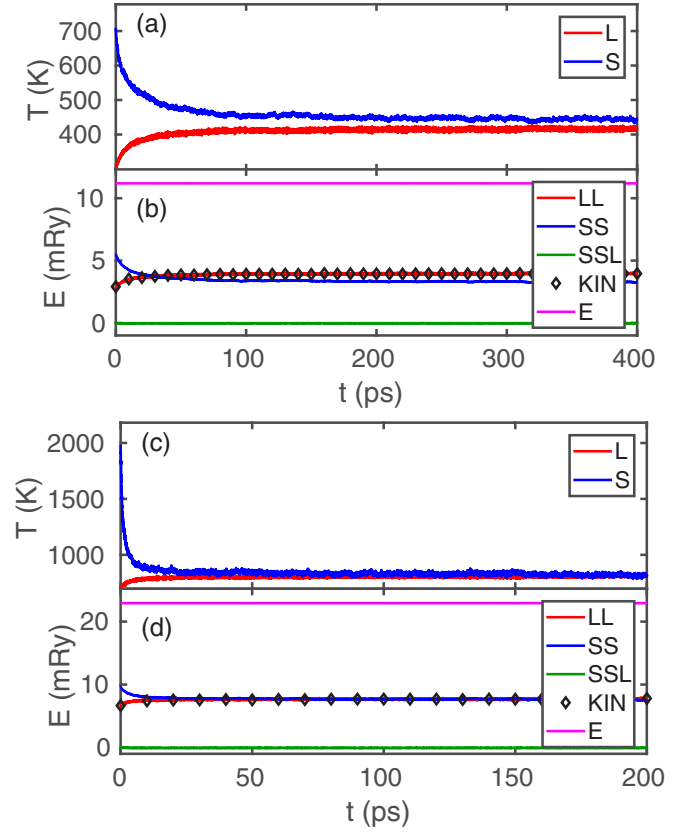 (a)
L
S
T (K)
700
600
500
400
(b)
LL
SS
SSL
KIN
E
E (mRy)
10
5
0
0 100 200 300 400
t (ps)
(c)
L
S
T (K)
2000
1500
1000
(d)
LL
SS
SSL
KIN
E
E (mRy)
20
10
0
0 50 100 150 200
t (ps)